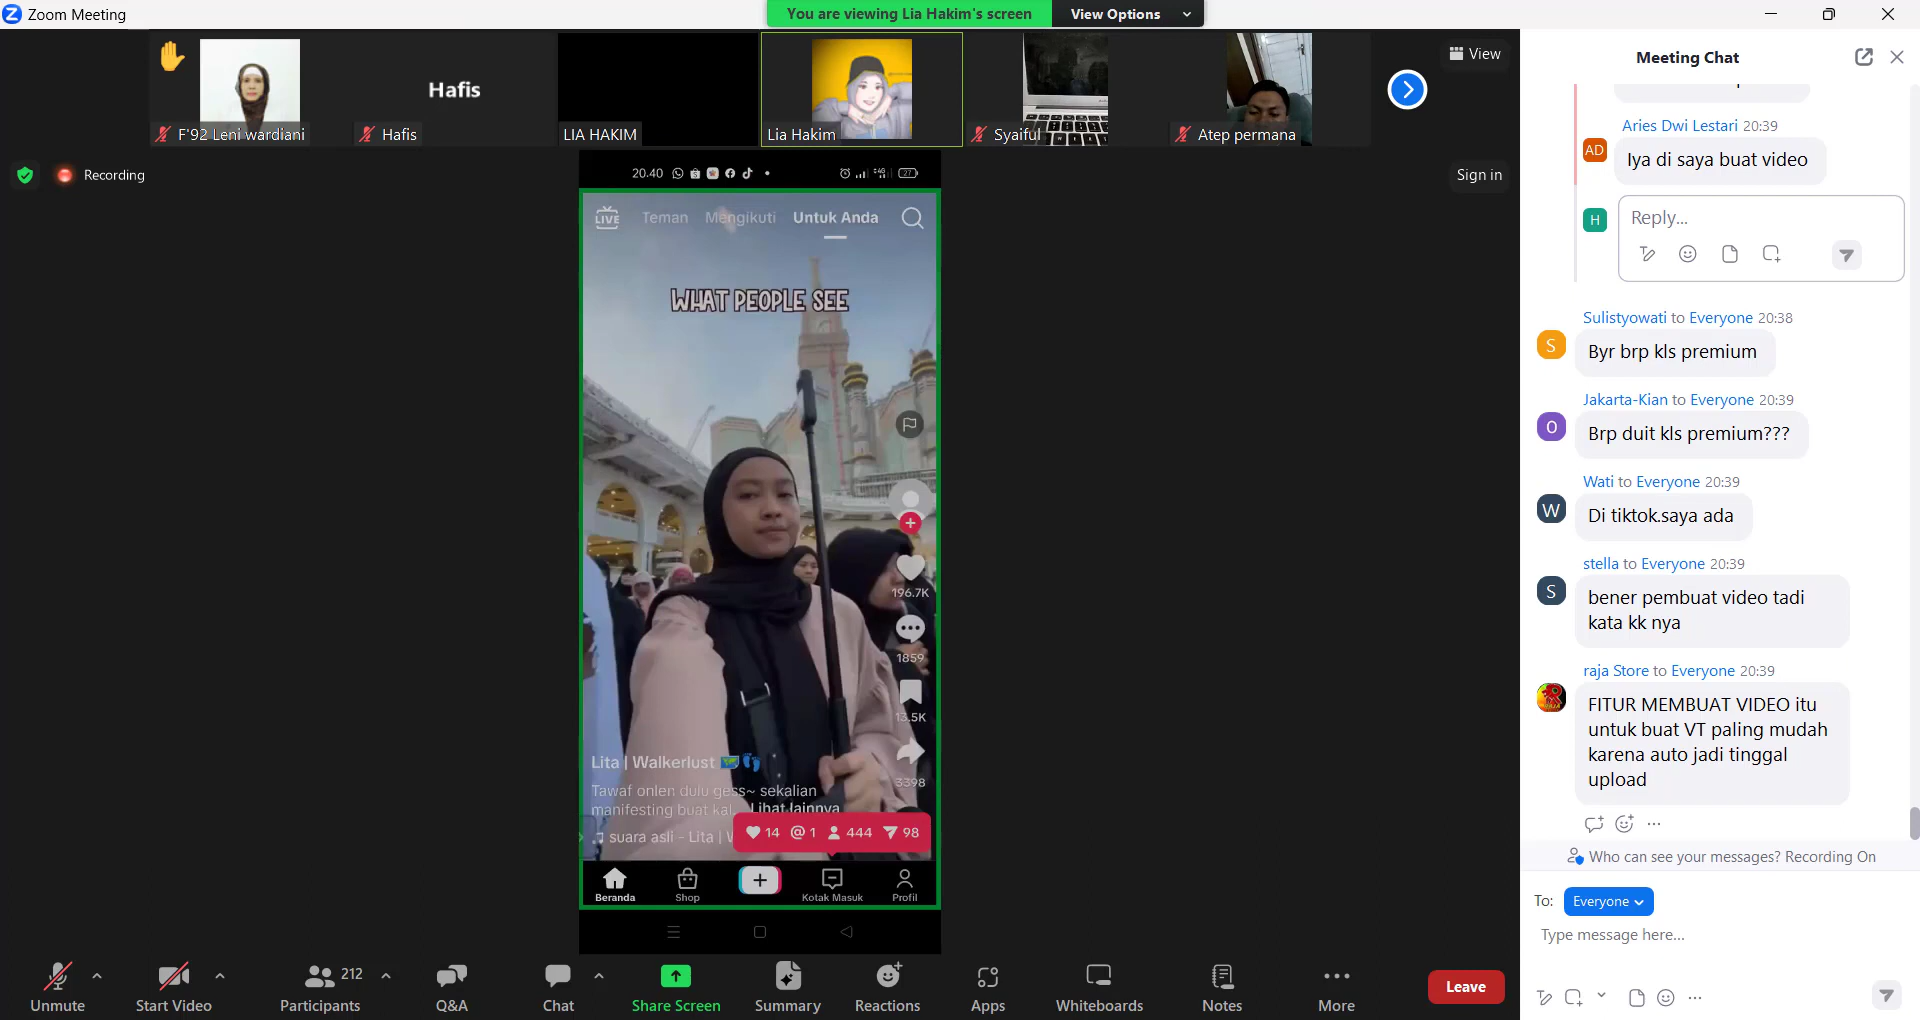 Zoom Meeting
You are viewing Lia Hakim's screen
View Options
F'92 Leni wardiani
Hafis
Hafis
LIA HAKIM
Lia Hakim
Syaiful
Atep permana
View
Recording
Sign in
20.40
27
LIVE
Teman
Mengikuti
Untuk Anda
WHAT PEOPLE SEE
196.7K
1859
13.5K
3398
Lita | Walkerlust
Tawaf onlen dulu gess~ sekalian
manifesting buat kal... Lihat lainnya
suara asli - Lita |
14 @ 1 444 98
Beranda
Shop
Kotak Masuk
Profil
Meeting Chat
Aries Dwi Lestari 20:39
AD
Iya di saya buat video
H
Reply...
Sulistyowati to Everyone 20:38
S
Byr brp kls premium
Jakarta-Kian to Everyone 20:39
O
Brp duit kls premium???
Wati to Everyone 20:39
W
Di tiktok.saya ada
stella to Everyone 20:39
S
bener pembuat video tadi
kata kk nya
raja Store to Everyone 20:39
FITUR MEMBUAT VIDEO itu
untuk buat VT paling mudah
karena auto jadi tinggal
upload
Who can see your messages? Recording On
To: Everyone
Type message here...
Unmute
Start Video
212
Participants
Q&A
Chat
Share Screen
Summary
Reactions
Apps
Whiteboards
Notes
More
Leave